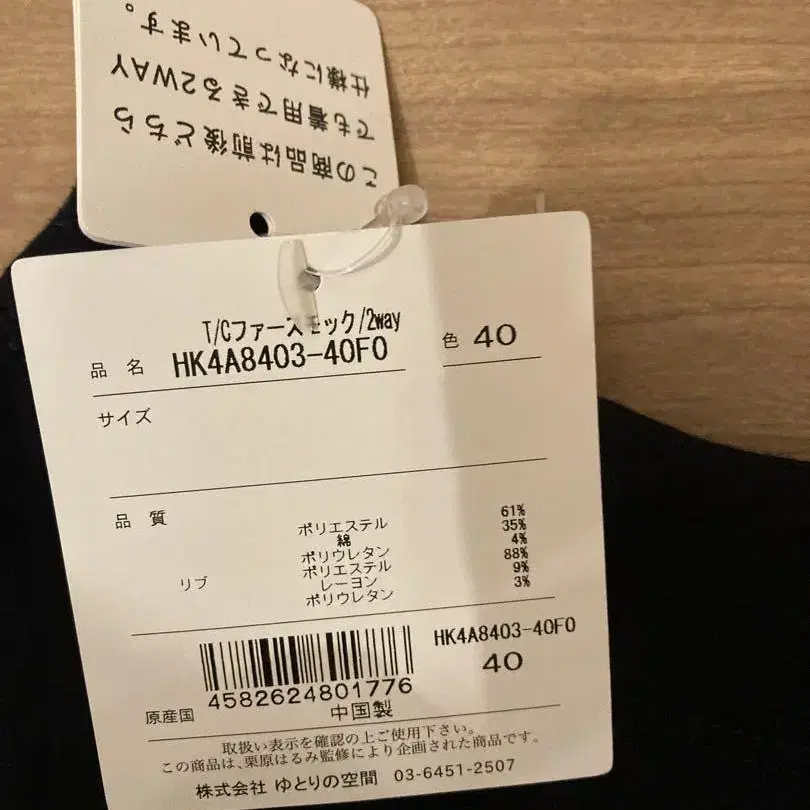 この商品は前後どちら
でも着用できる2WAY
仕様になっています。
T/Cファー ック/2way
品 名 HK4A8403-40F0 色 40
サイズ
品 質
ポリエステル 61%
綿 35%
ポリウレタン 4%
リブ ポリエステル 88%
レーヨン 9%
ポリウレタン 3%
HK4A8403-40F0
40
4582624801776
原産国 中国製
取扱い表示を確認の上ご使用下さい。
この商品は、栗原はるみ監修により企画された商品です。
株式会社 ゆとりの空間 03-6451-2507